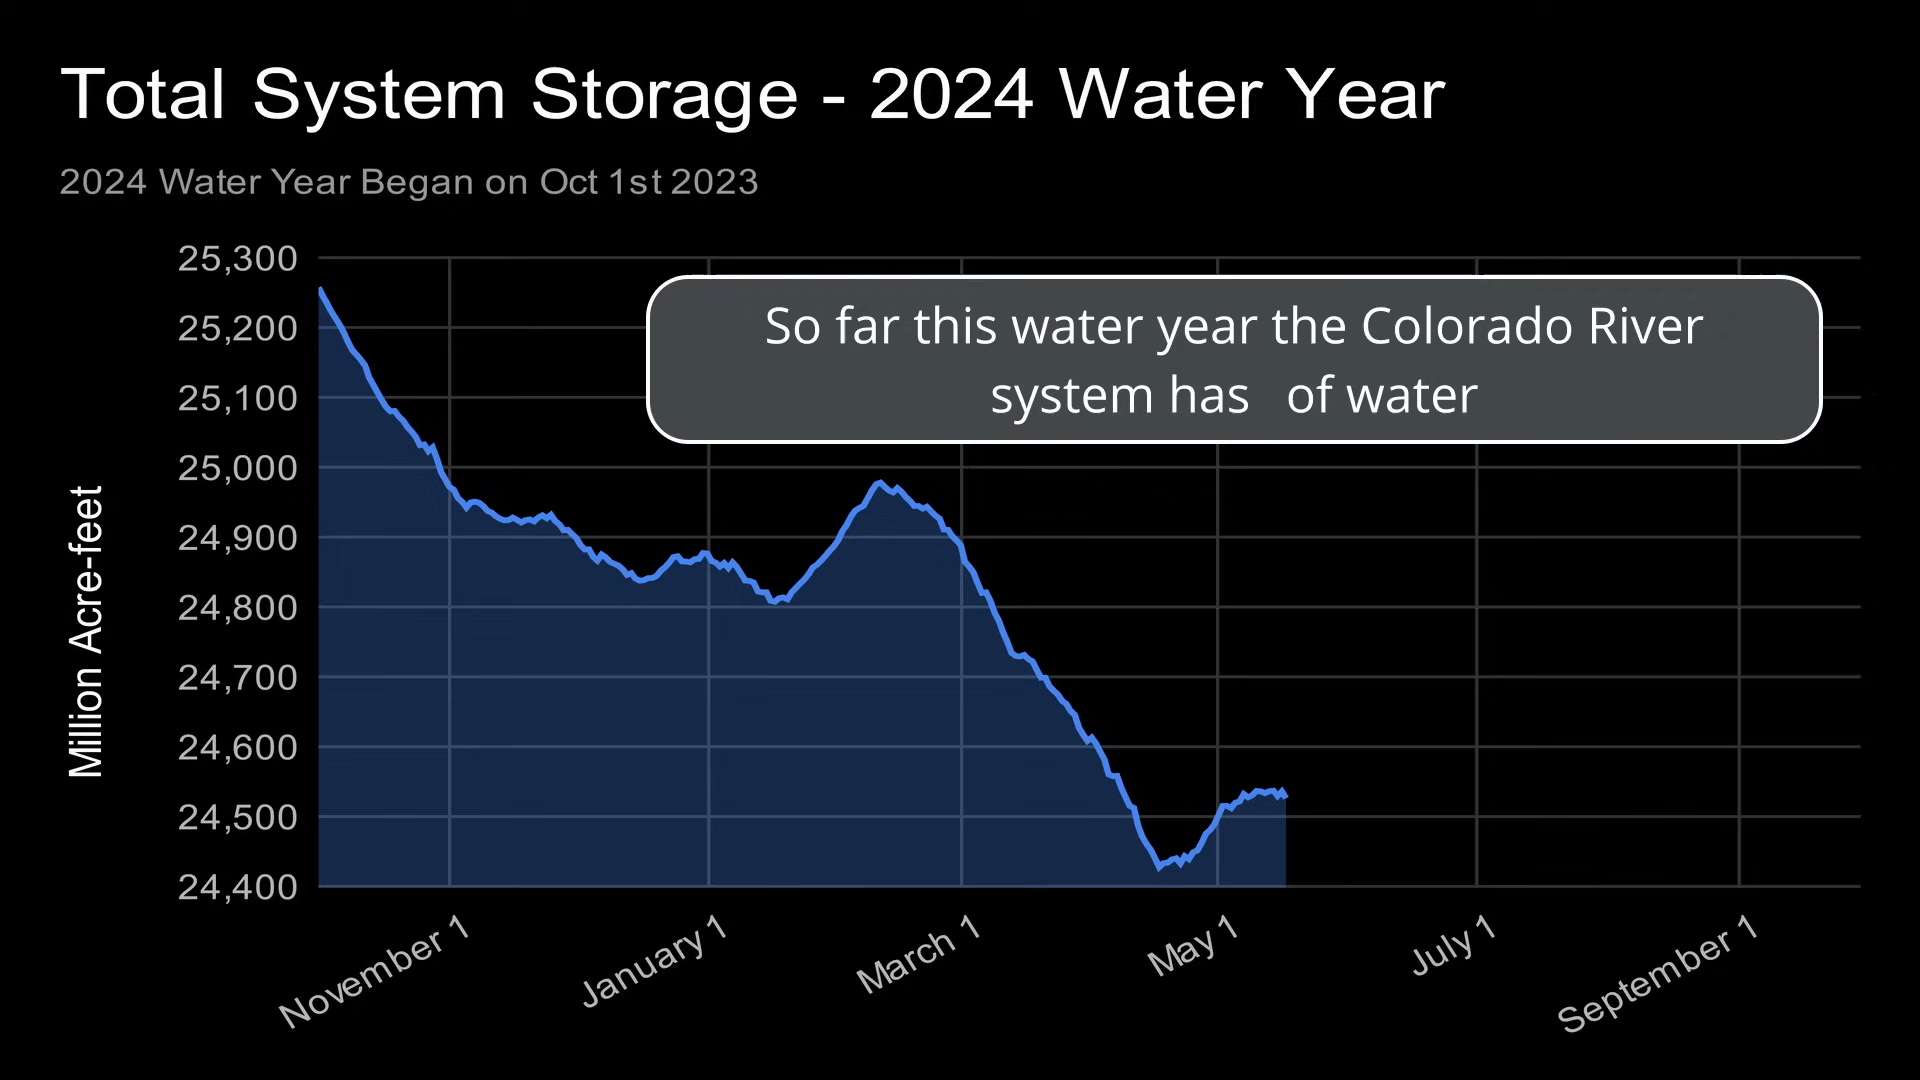 Total System Storage - 2024 Water Year
2024 Water Year Began on Oct 1st 2023
So far this water year the Colorado River
system has of water
Million Acre-feet
25,300
25,200
25,100
25,000
24,900
24,800
24,700
24,600
24,500
24,400
November 1
January 1
March 1
May 1
July 1
September 1